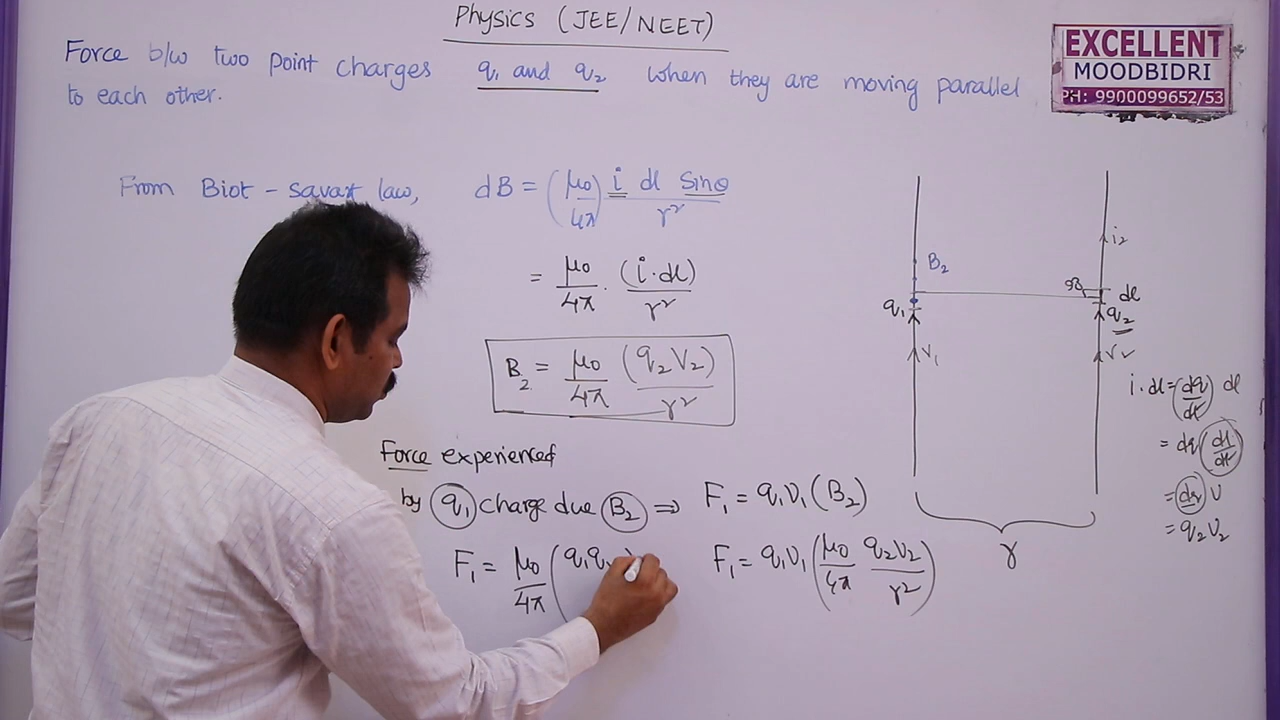 Physics (JEE/NEET)
EXCELLENT
MOODBIDRI
PH: 9900099652/53
Force b/w two point charges q₁ and q₂ when they are moving parallel
to each other.
From Biot - Savart law, dB = (μ₀/4π) i dl Sinθ/r²
= μ₀/4π . (i·dl)/r²
B₂ = μ₀/4π (q₂V₂)/r²
Force experienced
by q₁ charge due B₂ ⇒ F₁ = q₁v₁(B₂)
F₁ = μ₀/4π (q₁q₂
F₁ = q₁v₁(μ₀/4π q₂v₂/r²)
i₂
B₂
90°
dl
q₁
q₂
V₁
V₂
r
i·dl = (dq/dt) dl
= dq (dl/dt)
= dq v
= q₂v₂